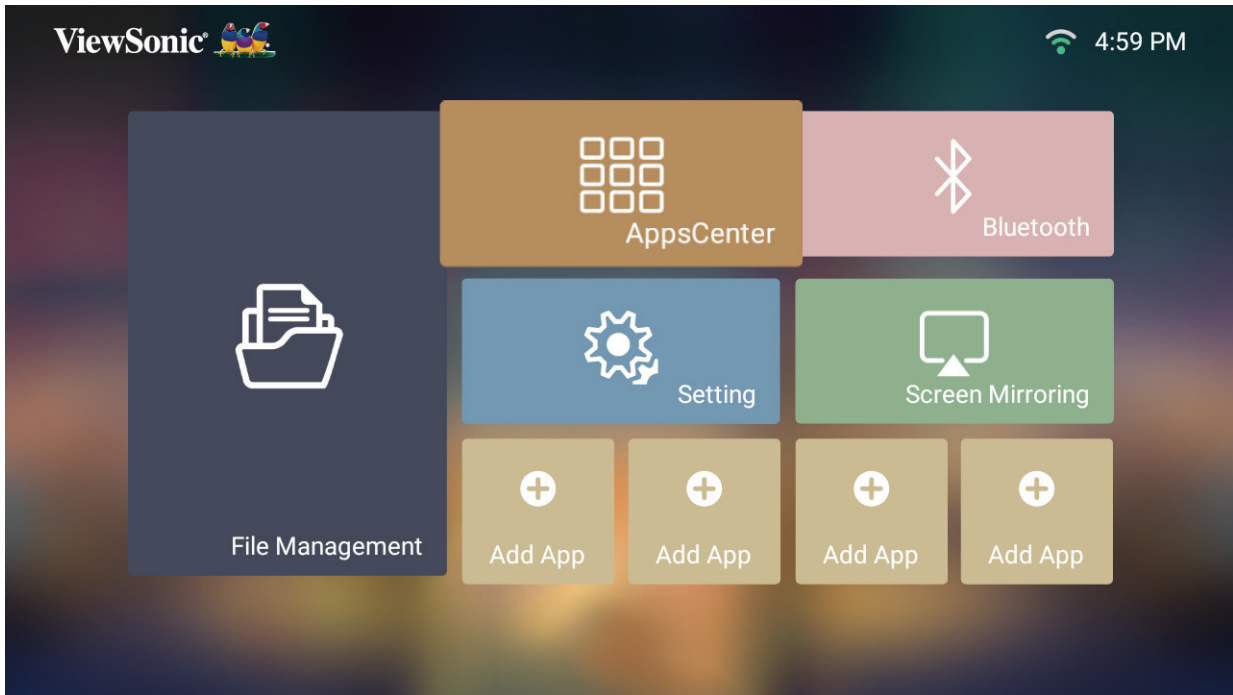 ViewSonic®
4:59 PM
AppsCenter
Bluetooth
Setting
Screen Mirroring
File Management
Add App
Add App
Add App
Add App